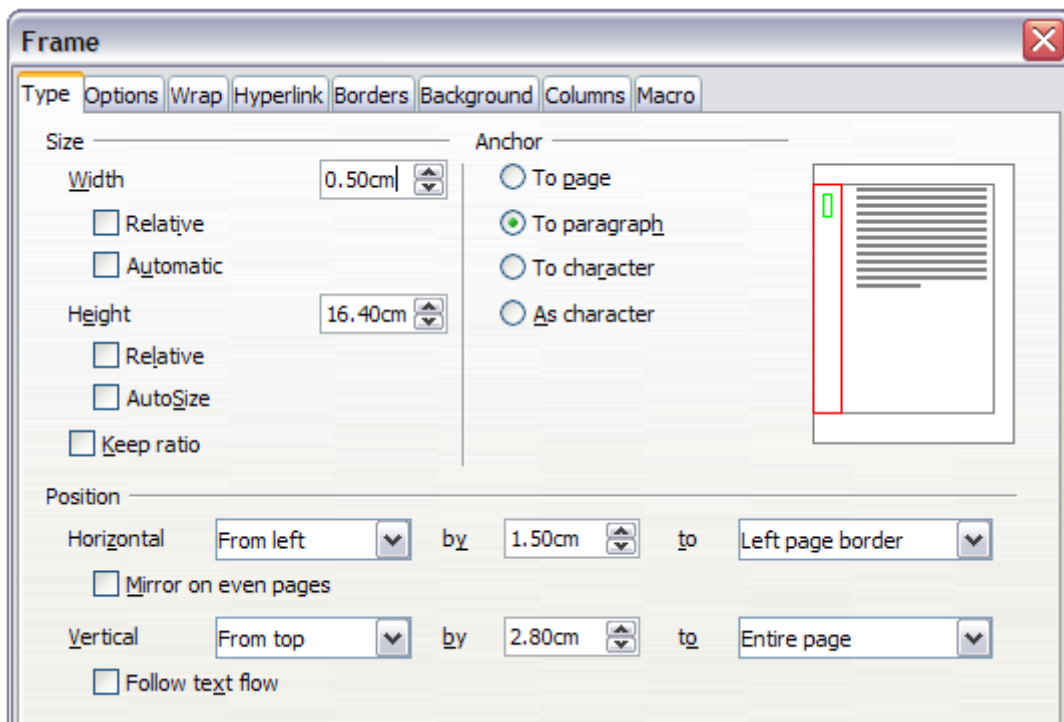 Frame
Type Options Wrap Hyperlink Borders Background Columns Macro
Size
Width 0.50cm
Relative
Automatic
Height 16.40cm
Relative
AutoSize
Keep ratio
Anchor
To page
To paragraph
To character
As character
Position
Horizontal From left by 1.50cm to Left page border
Mirror on even pages
Vertical From top by 2.80cm to Entire page
Follow text flow